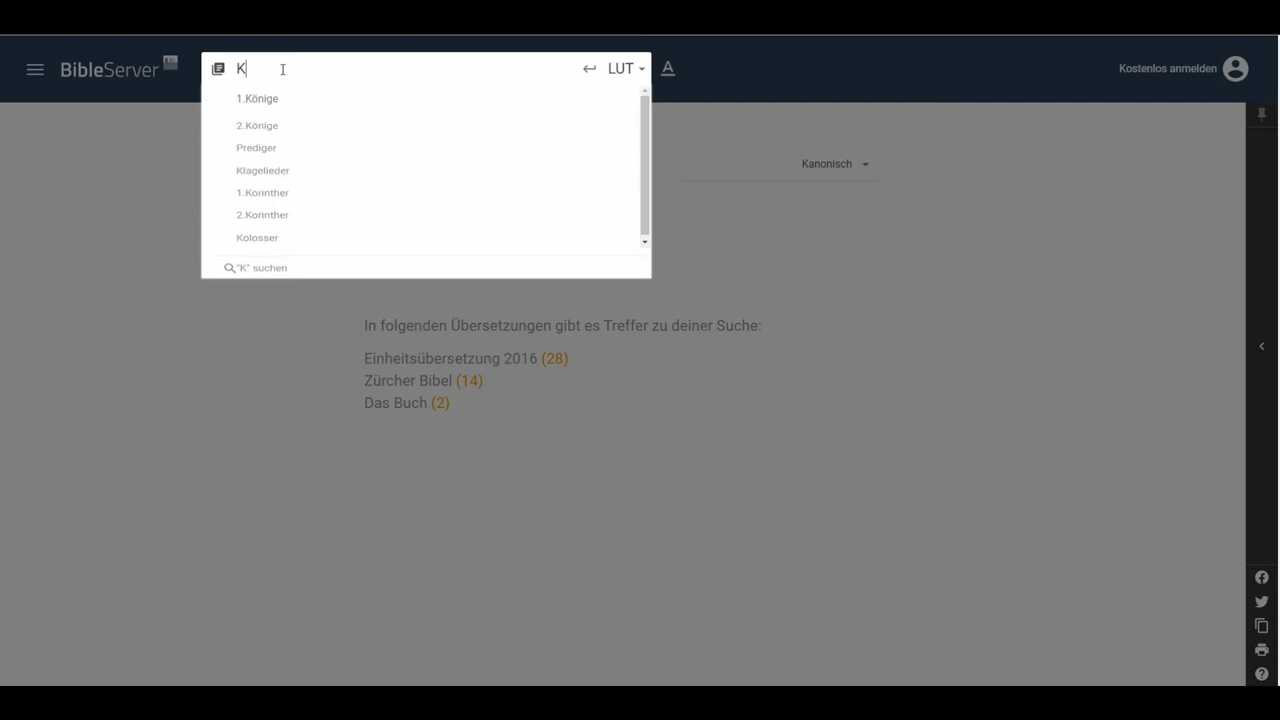 BibleServer
K
LUT
A
Kostenlos anmelden
1.Könige
2.Könige
Prediger
Klagelieder
1.Korinther
2.Korinther
Kolosser
"K" suchen
Kanonisch
In folgenden Übersetzungen gibt es Treffer zu deiner Suche:
Einheitsübersetzung 2016 (28)
Zürcher Bibel (14)
Das Buch (2)